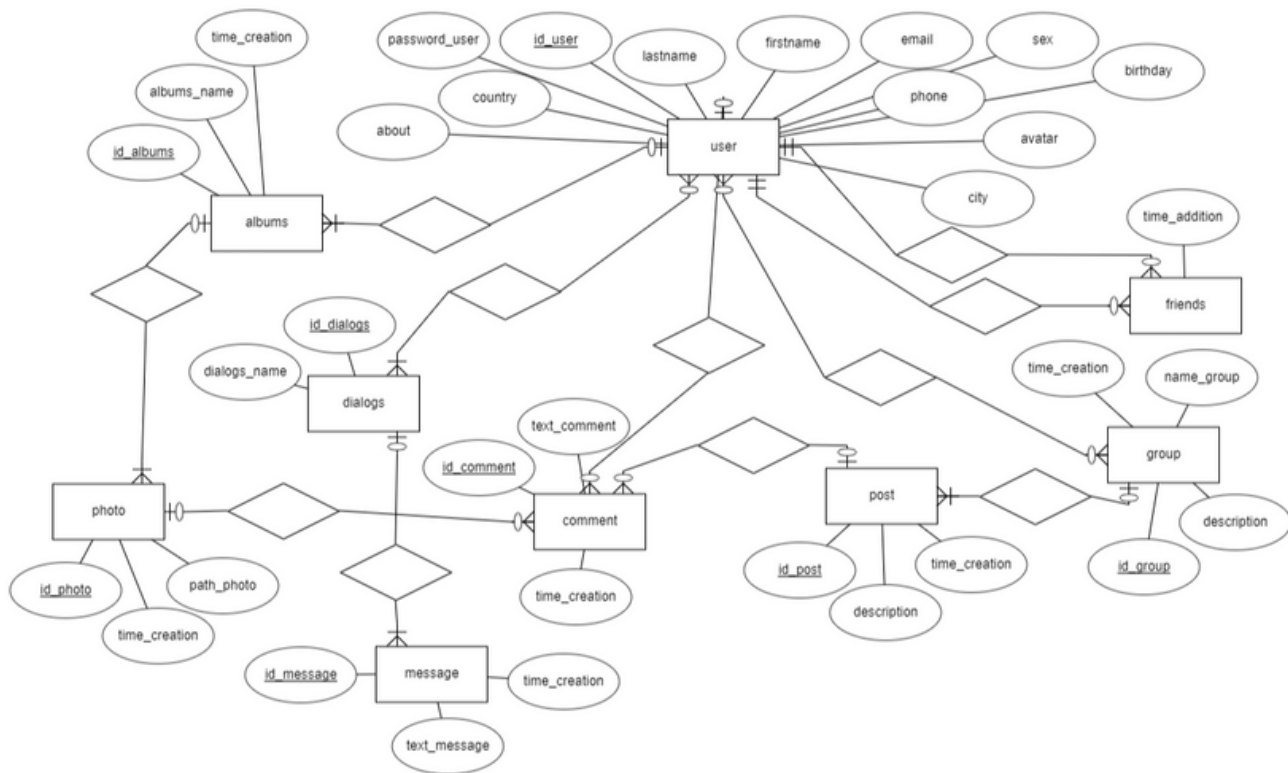 time_creation
albums_name
id_albums
albums
password_user
id_user
lastname
firstname
email
sex
birthday
country
phone
about
user
avatar
city
time_addition
friends
id_dialogs
dialogs_name
dialogs
time_creation
name_group
group
description
id_group
text_comment
id_comment
comment
time_creation
post
id_post
time_creation
description
photo
id_photo
path_photo
time_creation
id_message
message
time_creation
text_message